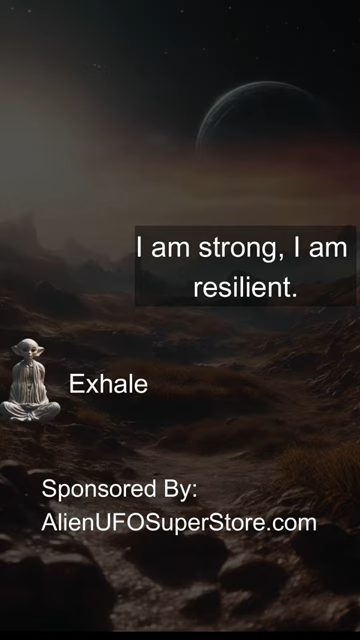 I am strong, I am
resilient.
Exhale
Sponsored By:
AlienUFOSuperStore.com